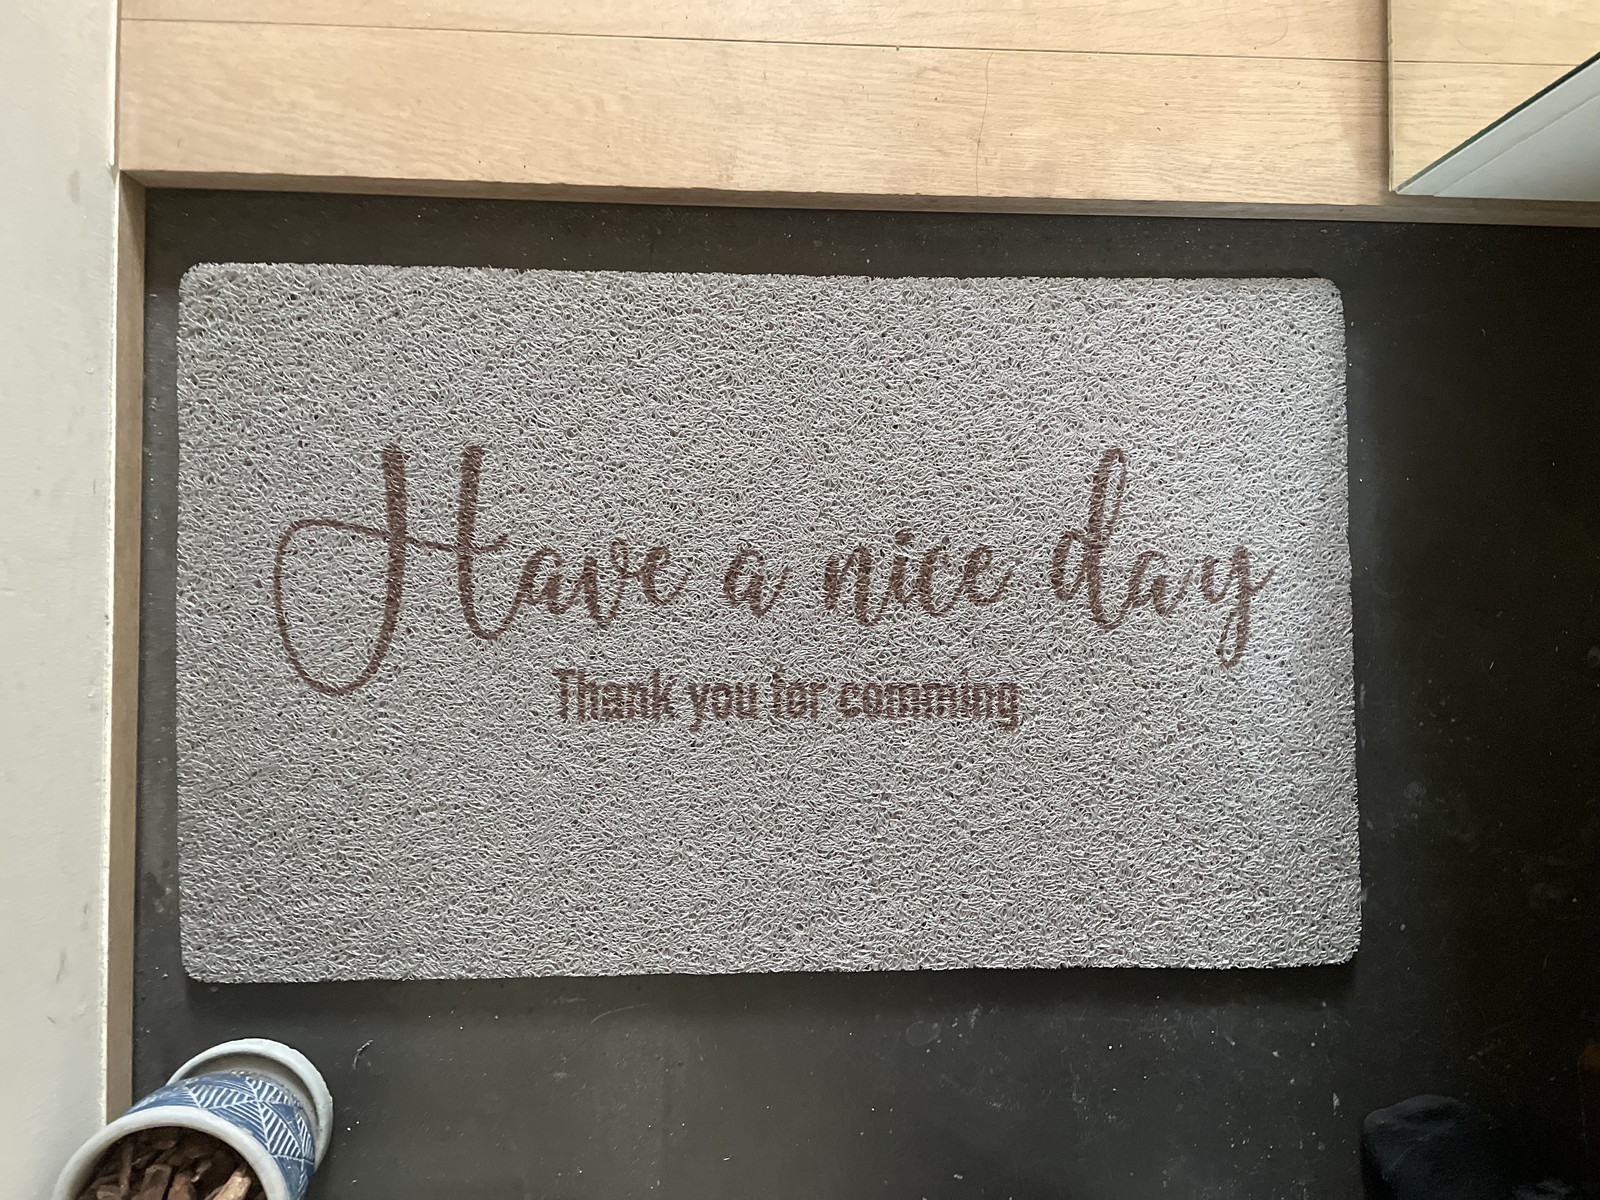 Have a nice day
Thank you for comming